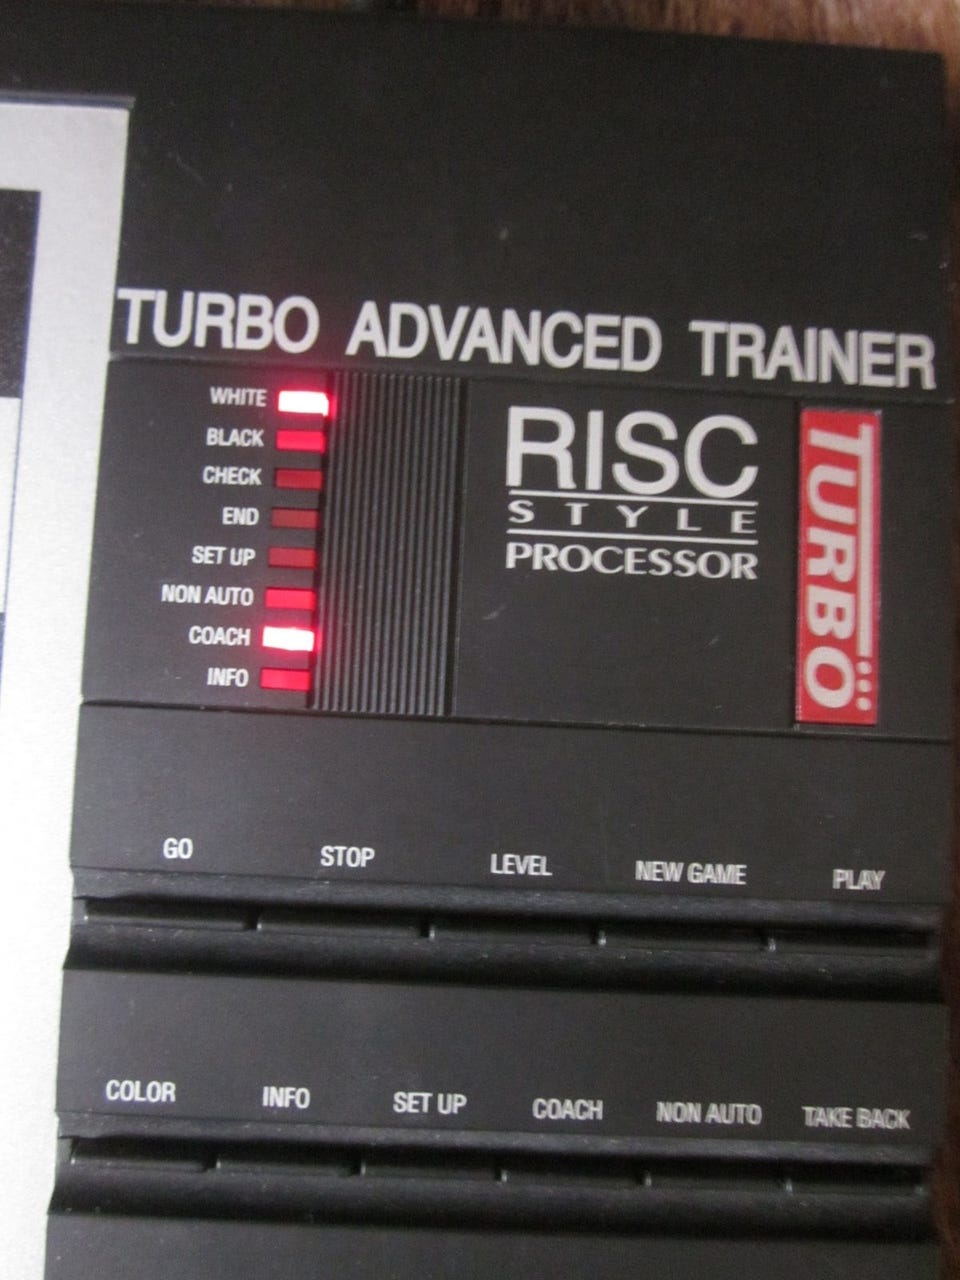 TURBO ADVANCED TRAINER
WHITE
BLACK
CHECK
END
SET UP
NON AUTO
COACH
INFO
RISC
STYLE
PROCESSOR
TURBO
GO STOP LEVEL NEW GAME PLAY
COLOR INFO SET UP COACH NON AUTO TAKE BACK